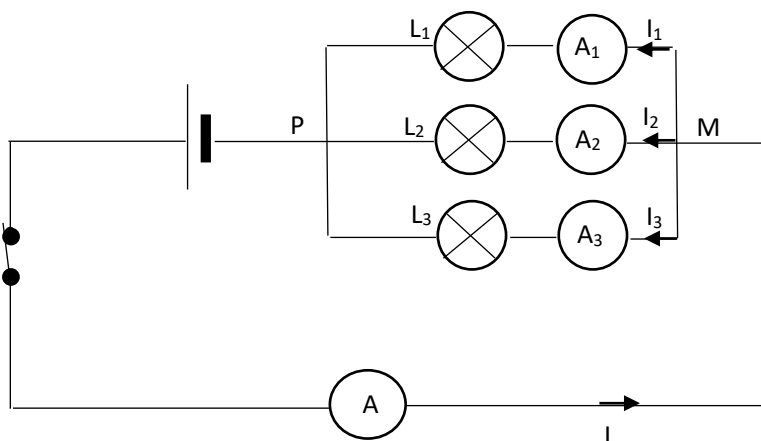 L₁ A₁ I₁
P L₂ A₂ I₂ M
L₃ A₃ I₃
A
I